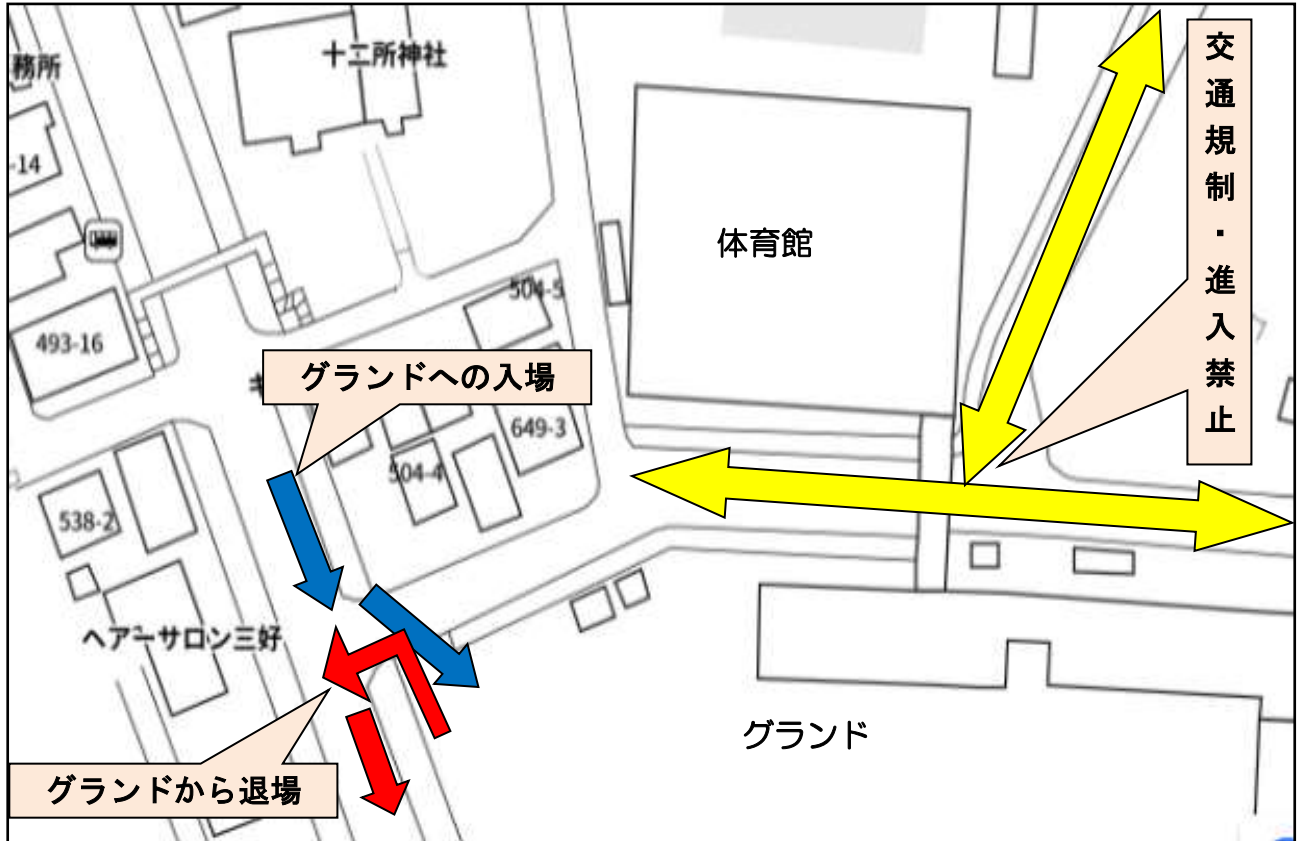 十二所神社
務所
-14
体育館
交通規制・進入禁止
504-5
493-16
グランドへの入場
649-3
504-4
538-2
ヘアーサロン三好
グランド
グランドから退場